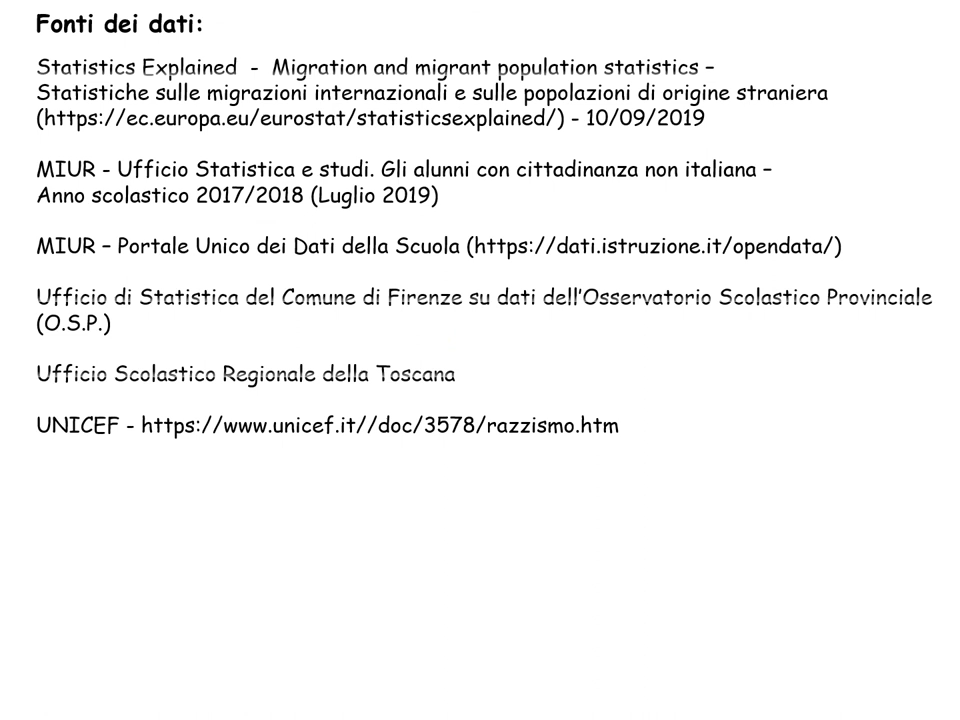 Fonti dei dati:
Statistics Explained - Migration and migrant population statistics –
Statistiche sulle migrazioni internazionali e sulle popolazioni di origine straniera
(https://ec.europa.eu/eurostat/statisticsexplained/) - 10/09/2019
MIUR - Ufficio Statistica e studi. Gli alunni con cittadinanza non italiana –
Anno scolastico 2017/2018 (Luglio 2019)
MIUR – Portale Unico dei Dati della Scuola (https://dati.istruzione.it/opendata/)
Ufficio di Statistica del Comune di Firenze su dati dell’Osservatorio Scolastico Provinciale
(O.S.P.)
Ufficio Scolastico Regionale della Toscana
UNICEF - https://www.unicef.it//doc/3578/razzismo.htm